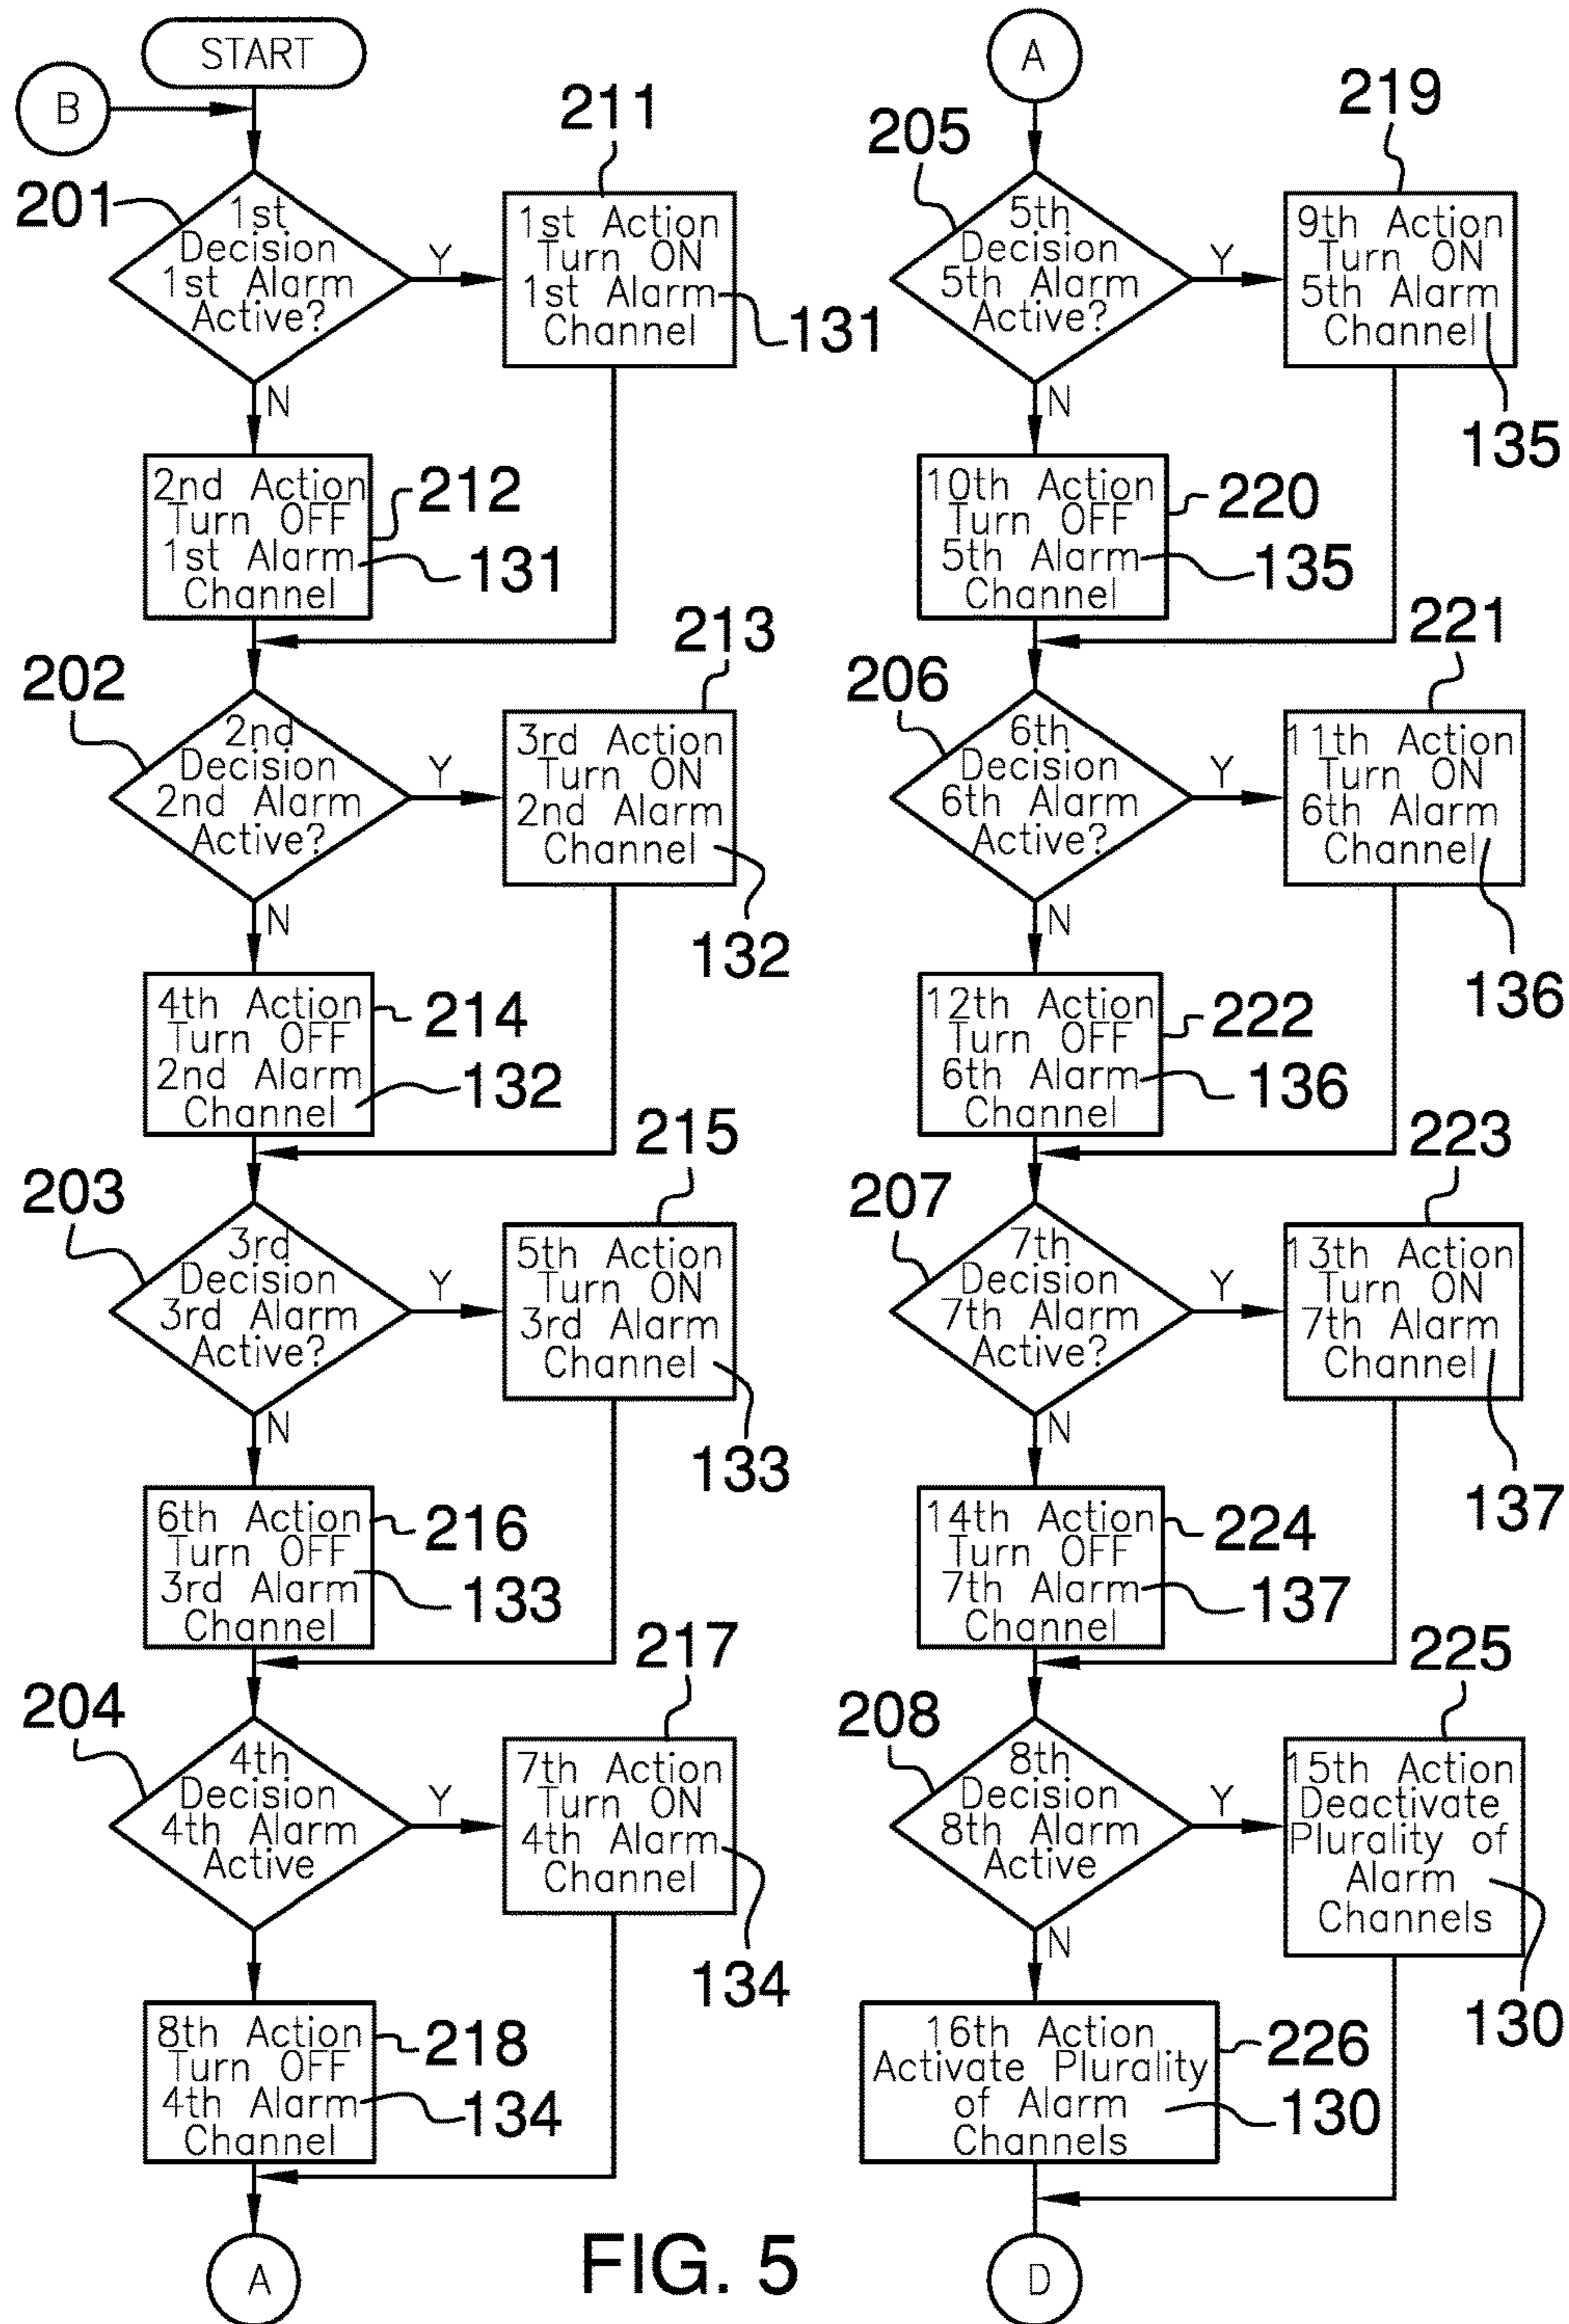 START
B
201
1st
Decision
1st Alarm
Active?
Y
N
211
1st Action
Turn ON
1st Alarm
Channel
131
2nd Action
Turn OFF
1st Alarm
Channel
212
131
202
2nd
Decision
2nd Alarm
Active?
Y
N
213
3rd Action
Turn ON
2nd Alarm
Channel
132
4th Action
Turn OFF
2nd Alarm
Channel
214
132
203
3rd
Decision
3rd Alarm
Active?
Y
N
215
5th Action
Turn ON
3rd Alarm
Channel
133
6th Action
Turn OFF
3rd Alarm
Channel
216
133
204
4th
Decision
4th Alarm
Active
Y
217
7th Action
Turn ON
4th Alarm
Channel
134
8th Action
Turn OFF
4th Alarm
Channel
218
134
A
A
205
5th
Decision
5th Alarm
Active?
Y
N
219
9th Action
Turn ON
5th Alarm
Channel
135
10th Action
Turn OFF
5th Alarm
Channel
220
135
206
6th
Decision
6th Alarm
Active?
Y
N
221
11th Action
Turn ON
6th Alarm
Channel
136
12th Action
Turn OFF
6th Alarm
Channel
222
136
207
7th
Decision
7th Alarm
Active?
Y
N
223
13th Action
Turn ON
7th Alarm
Channel
137
14th Action
Turn OFF
7th Alarm
Channel
224
137
208
8th
Decision
8th Alarm
Active
Y
N
225
15th Action
Deactivate
Plurality of
Alarm
Channels
130
16th Action
Activate Plurality
of Alarm
Channels
226
130
D
FIG. 5